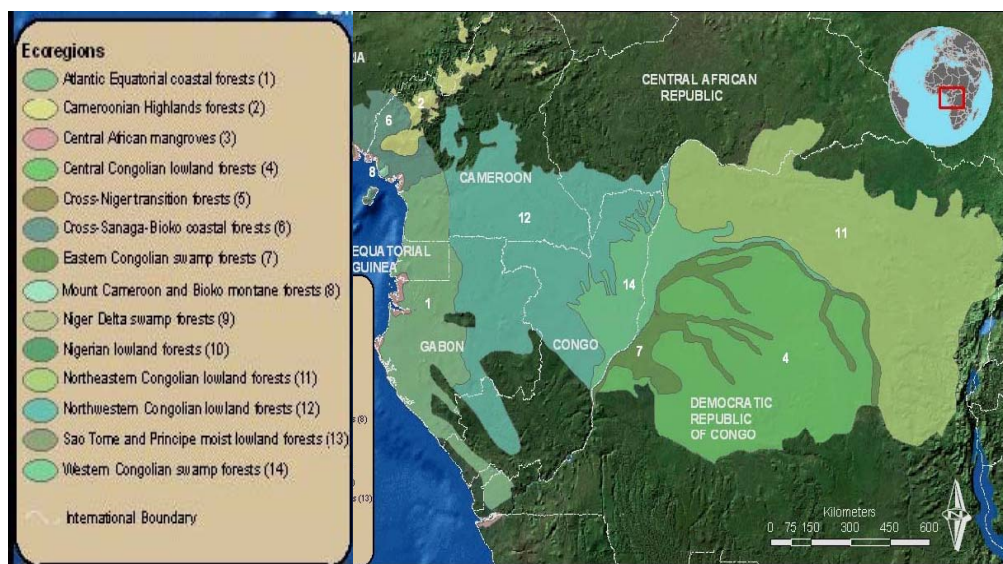 Ecoregions
Atlantic Equatorial coastal forests (1)
Cameroonian Highlands forests (2)
Central African mangroves (3)
Central Congolian lowland forests (4)
Cross-Niger transition forests (5)
Cross-Sanaga-Bioko coastal forests (6)
Eastern Congolian swamp forests (7)
Mount Cameroon and Bioko montane forests (8)
Niger Delta swamp forests (9)
Nigerian lowland forests (10)
Northeastern Congolian lowland forests (11)
Northwestern Congolian lowland forests (12)
Sao Tome and Principe moist lowland forests (13)
Western Congolian swamp forests (14)
International Boundary
CENTRAL AFRICAN
REPUBLIC
2
6
8
CAMEROON
12
11
EQUATORIAL
GUINEA
1
14
GABON
CONGO
7
4
DEMOCRATIC
REPUBLIC
OF CONGO
(8)
(13)
N
Kilometers
0 75 150 300 450 600